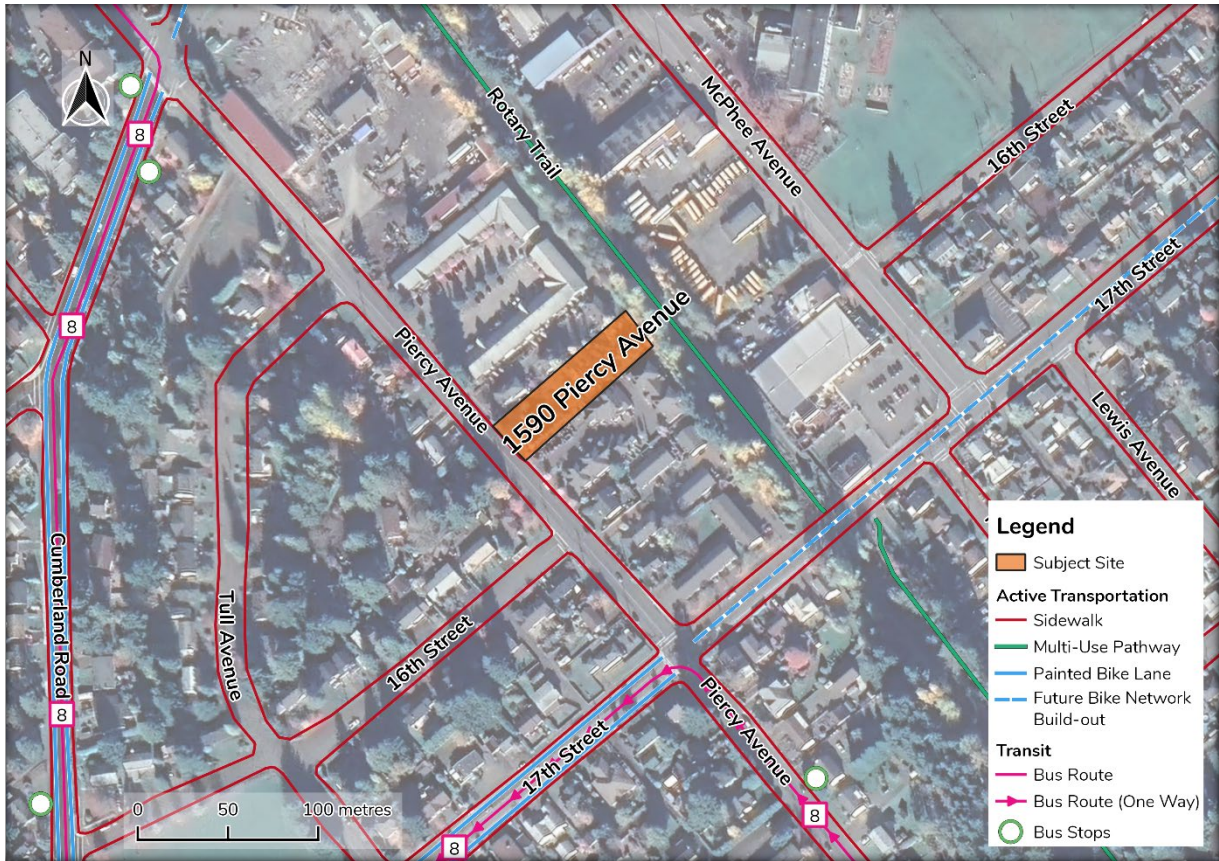 N
8
8
8
8
8
Rotary Trail
McPhee Avenue
16th Street
17th Street
Piercy Avenue
1590 Piercy Avenue
Lewis Avenue
Cumberland Road
Tull Avenue
16th Street
17th Street
Piercy Avenue
0 50 100 metres
Legend
Subject Site
Active Transportation
Sidewalk
Multi-Use Pathway
Painted Bike Lane
Future Bike Network
Build-out
Transit
Bus Route
Bus Route (One Way)
Bus Stops